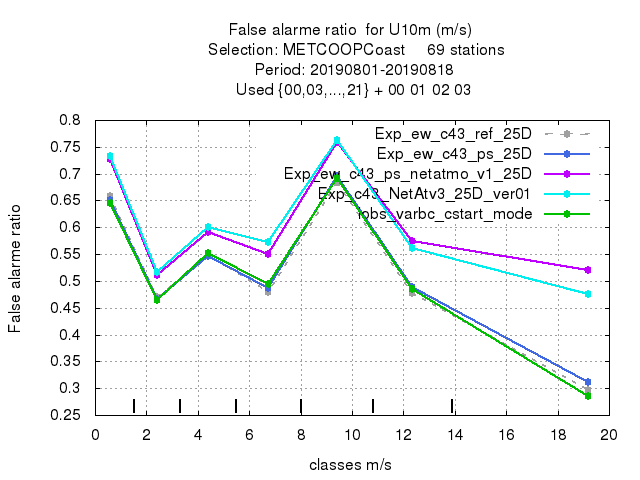 False alarme ratio for U10m (m/s)
Selection: METCOOPCoast 69 stations
Period: 20190801-20190818
Used {00,03,...,21} + 00 01 02 03
0.8
0.75
0.7
0.65
0.6
0.55
0.5
0.45
0.4
0.35
0.3
0.25
False alarme ratio
Exp_ew_c43_ref_25D
Exp_ew_c43_ps_25D
Exp_ew_c43_ps_netatmo_v1_25D
Exp_c43_NetAtv3_25D_ver01
jobs_varbc_cstart_mode
0 2 4 6 8 10 12 14 16 18 20
classes m/s